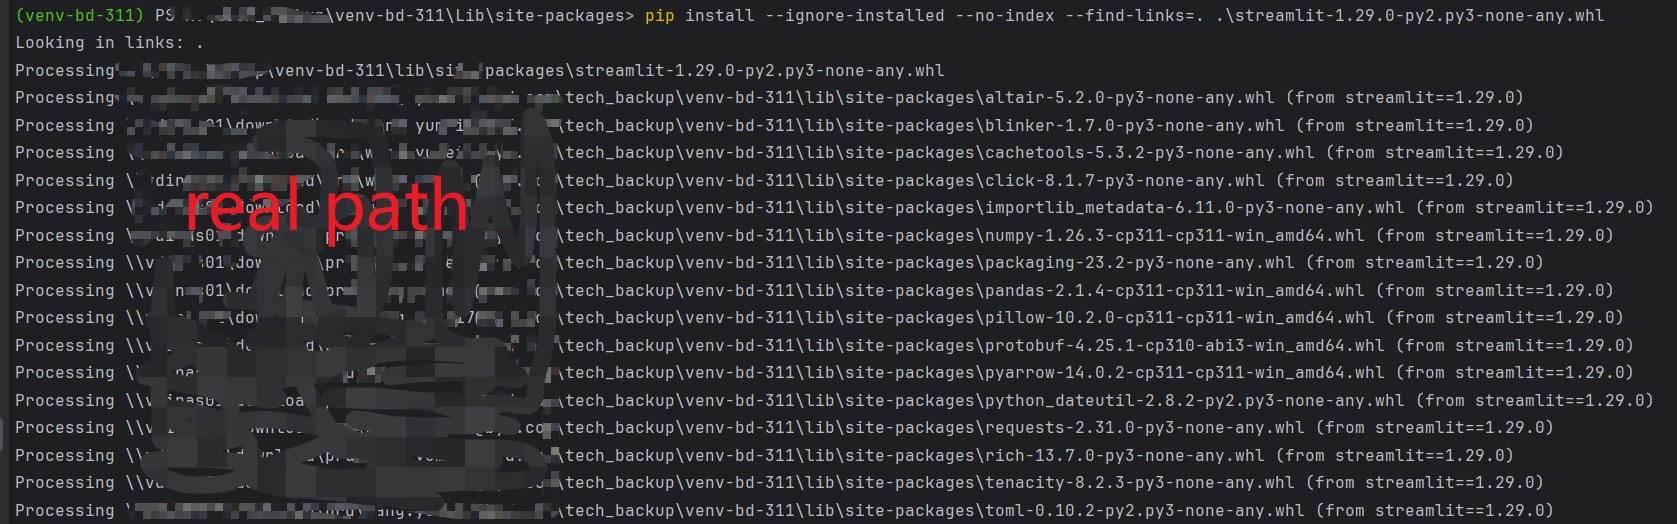 (venv-bd-311) PS \venv-bd-311\Lib\site-packages> pip install --ignore-installed --no-index --find-links=. .\streamlit-1.29.0-py2.py3-none-any.whl
Looking in links: .
Processing \venv-bd-311\lib\ packages\streamlit-1.29.0-py2.py3-none-any.whl
Processing \tech_backup\venv-bd-311\lib\site-packages\altair-5.2.0-py3-none-any.whl (from streamlit==1.29.0)
Processing \tech_backup\venv-bd-311\lib\site-packages\blinker-1.7.0-py3-none-any.whl (from streamlit==1.29.0)
Processing \tech_backup\venv-bd-311\lib\site-packages\cachetools-5.3.2-py3-none-any.whl (from streamlit==1.29.0)
Processing \tech_backup\venv-bd-311\lib\site-packages\click-8.1.7-py3-none-any.whl (from streamlit==1.29.0)
real path
Processing \tech_backup\venv-bd-311\lib\site-packages\importlib_metadata-6.11.0-py3-none-any.whl (from streamlit==1.29.0)
Processing \tech_backup\venv-bd-311\lib\site-packages\numpy-1.26.3-cp311-cp311-win_amd64.whl (from streamlit==1.29.0)
Processing \tech_backup\venv-bd-311\lib\site-packages\packaging-23.2-py3-none-any.whl (from streamlit==1.29.0)
Processing \tech_backup\venv-bd-311\lib\site-packages\pandas-2.1.4-cp311-cp311-win_amd64.whl (from streamlit==1.29.0)
Processing \tech_backup\venv-bd-311\lib\site-packages\pillow-10.2.0-cp311-cp311-win_amd64.whl (from streamlit==1.29.0)
Processing \tech_backup\venv-bd-311\lib\site-packages\protobuf-4.25.1-cp310-abi3-win_amd64.whl (from streamlit==1.29.0)
Processing \tech_backup\venv-bd-311\lib\site-packages\pyarrow-14.0.2-cp311-cp311-win_amd64.whl (from streamlit==1.29.0)
Processing \tech_backup\venv-bd-311\lib\site-packages\python_dateutil-2.8.2-py2.py3-none-any.whl (from streamlit==1.29.0)
Processing \tech_backup\venv-bd-311\lib\site-packages\requests-2.31.0-py3-none-any.whl (from streamlit==1.29.0)
Processing \tech_backup\venv-bd-311\lib\site-packages\rich-13.7.0-py3-none-any.whl (from streamlit==1.29.0)
Processing \tech_backup\venv-bd-311\lib\site-packages\tenacity-8.2.3-py3-none-any.whl (from streamlit==1.29.0)
Processing \tech_backup\venv-bd-311\lib\site-packages\toml-0.10.2-py2.py3-none-any.whl (from streamlit==1.29.0)